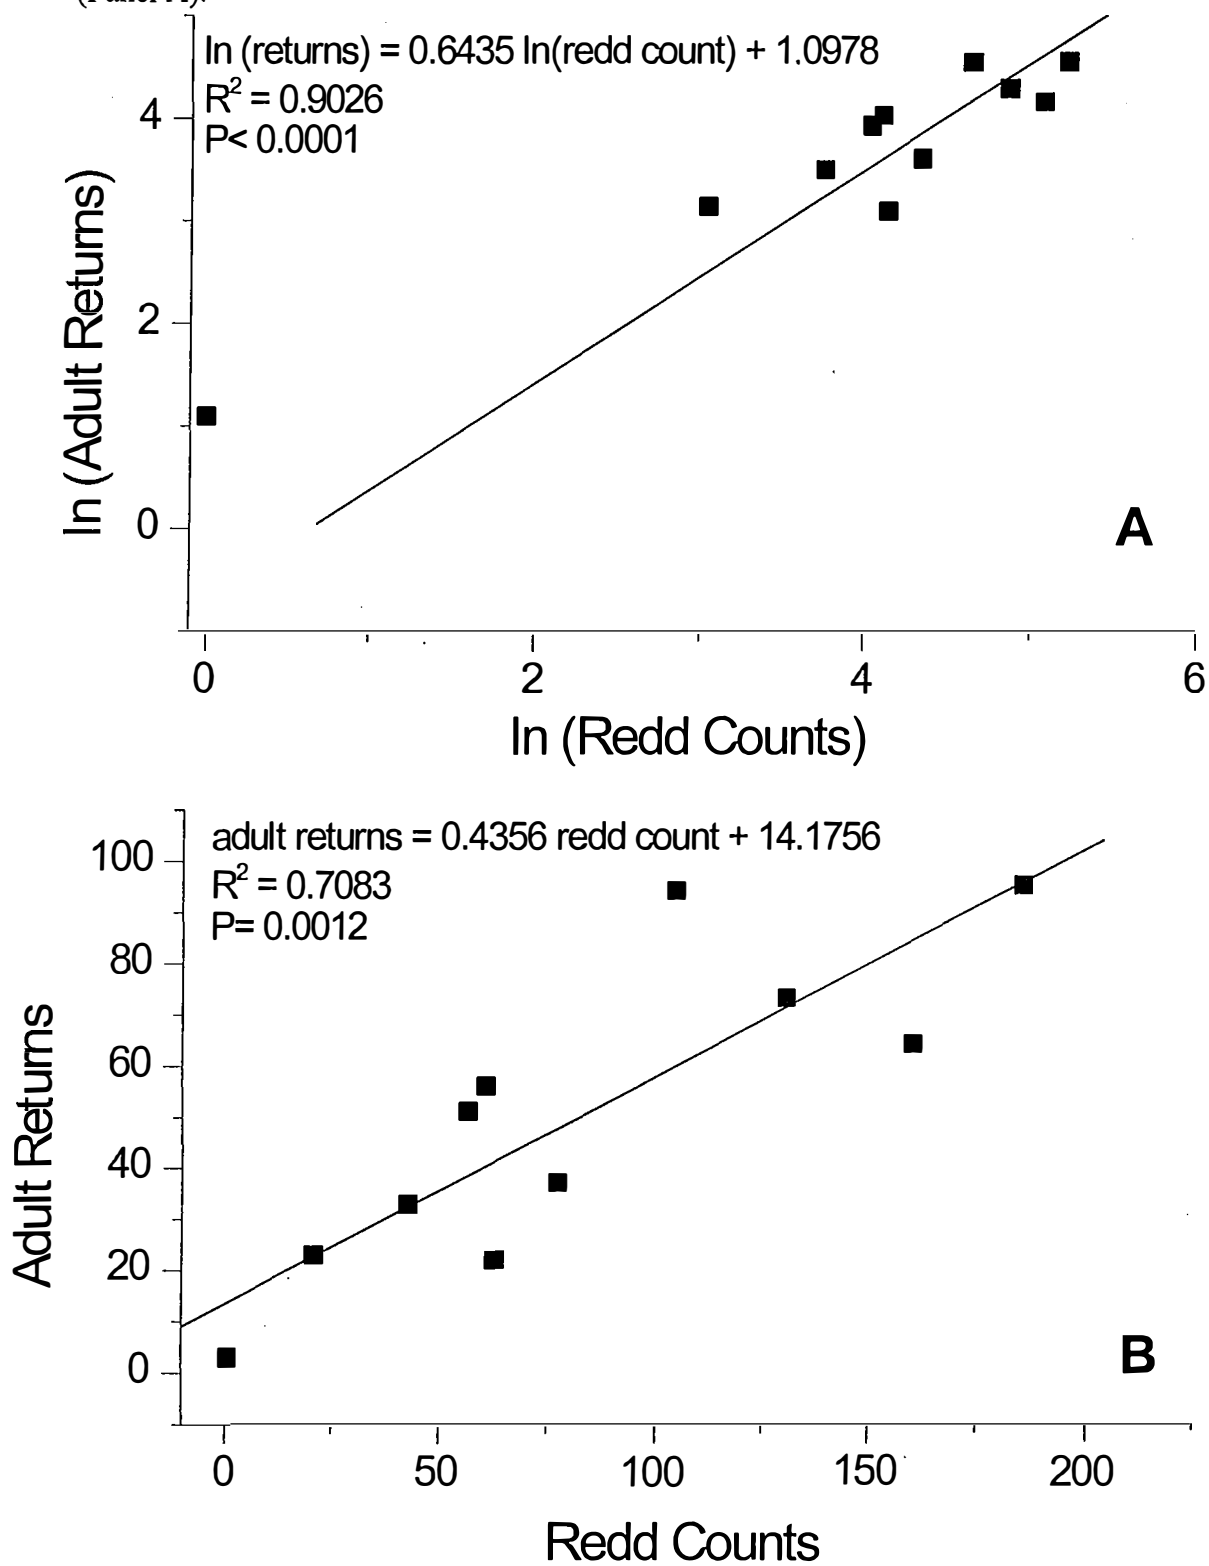 (Panel A).
ln (returns) = 0.6435 ln(redd count) + 1.0978
R² = 0.9026
P< 0.0001
4
2
0
ln (Adult Returns)
A
0 2 4 6
ln (Redd Counts)
adult returns = 0.4356 redd count + 14.1756
R² = 0.7083
P= 0.0012
100
80
60
40
20
0
Adult Returns
B
0 50 100 150 200
Redd Counts